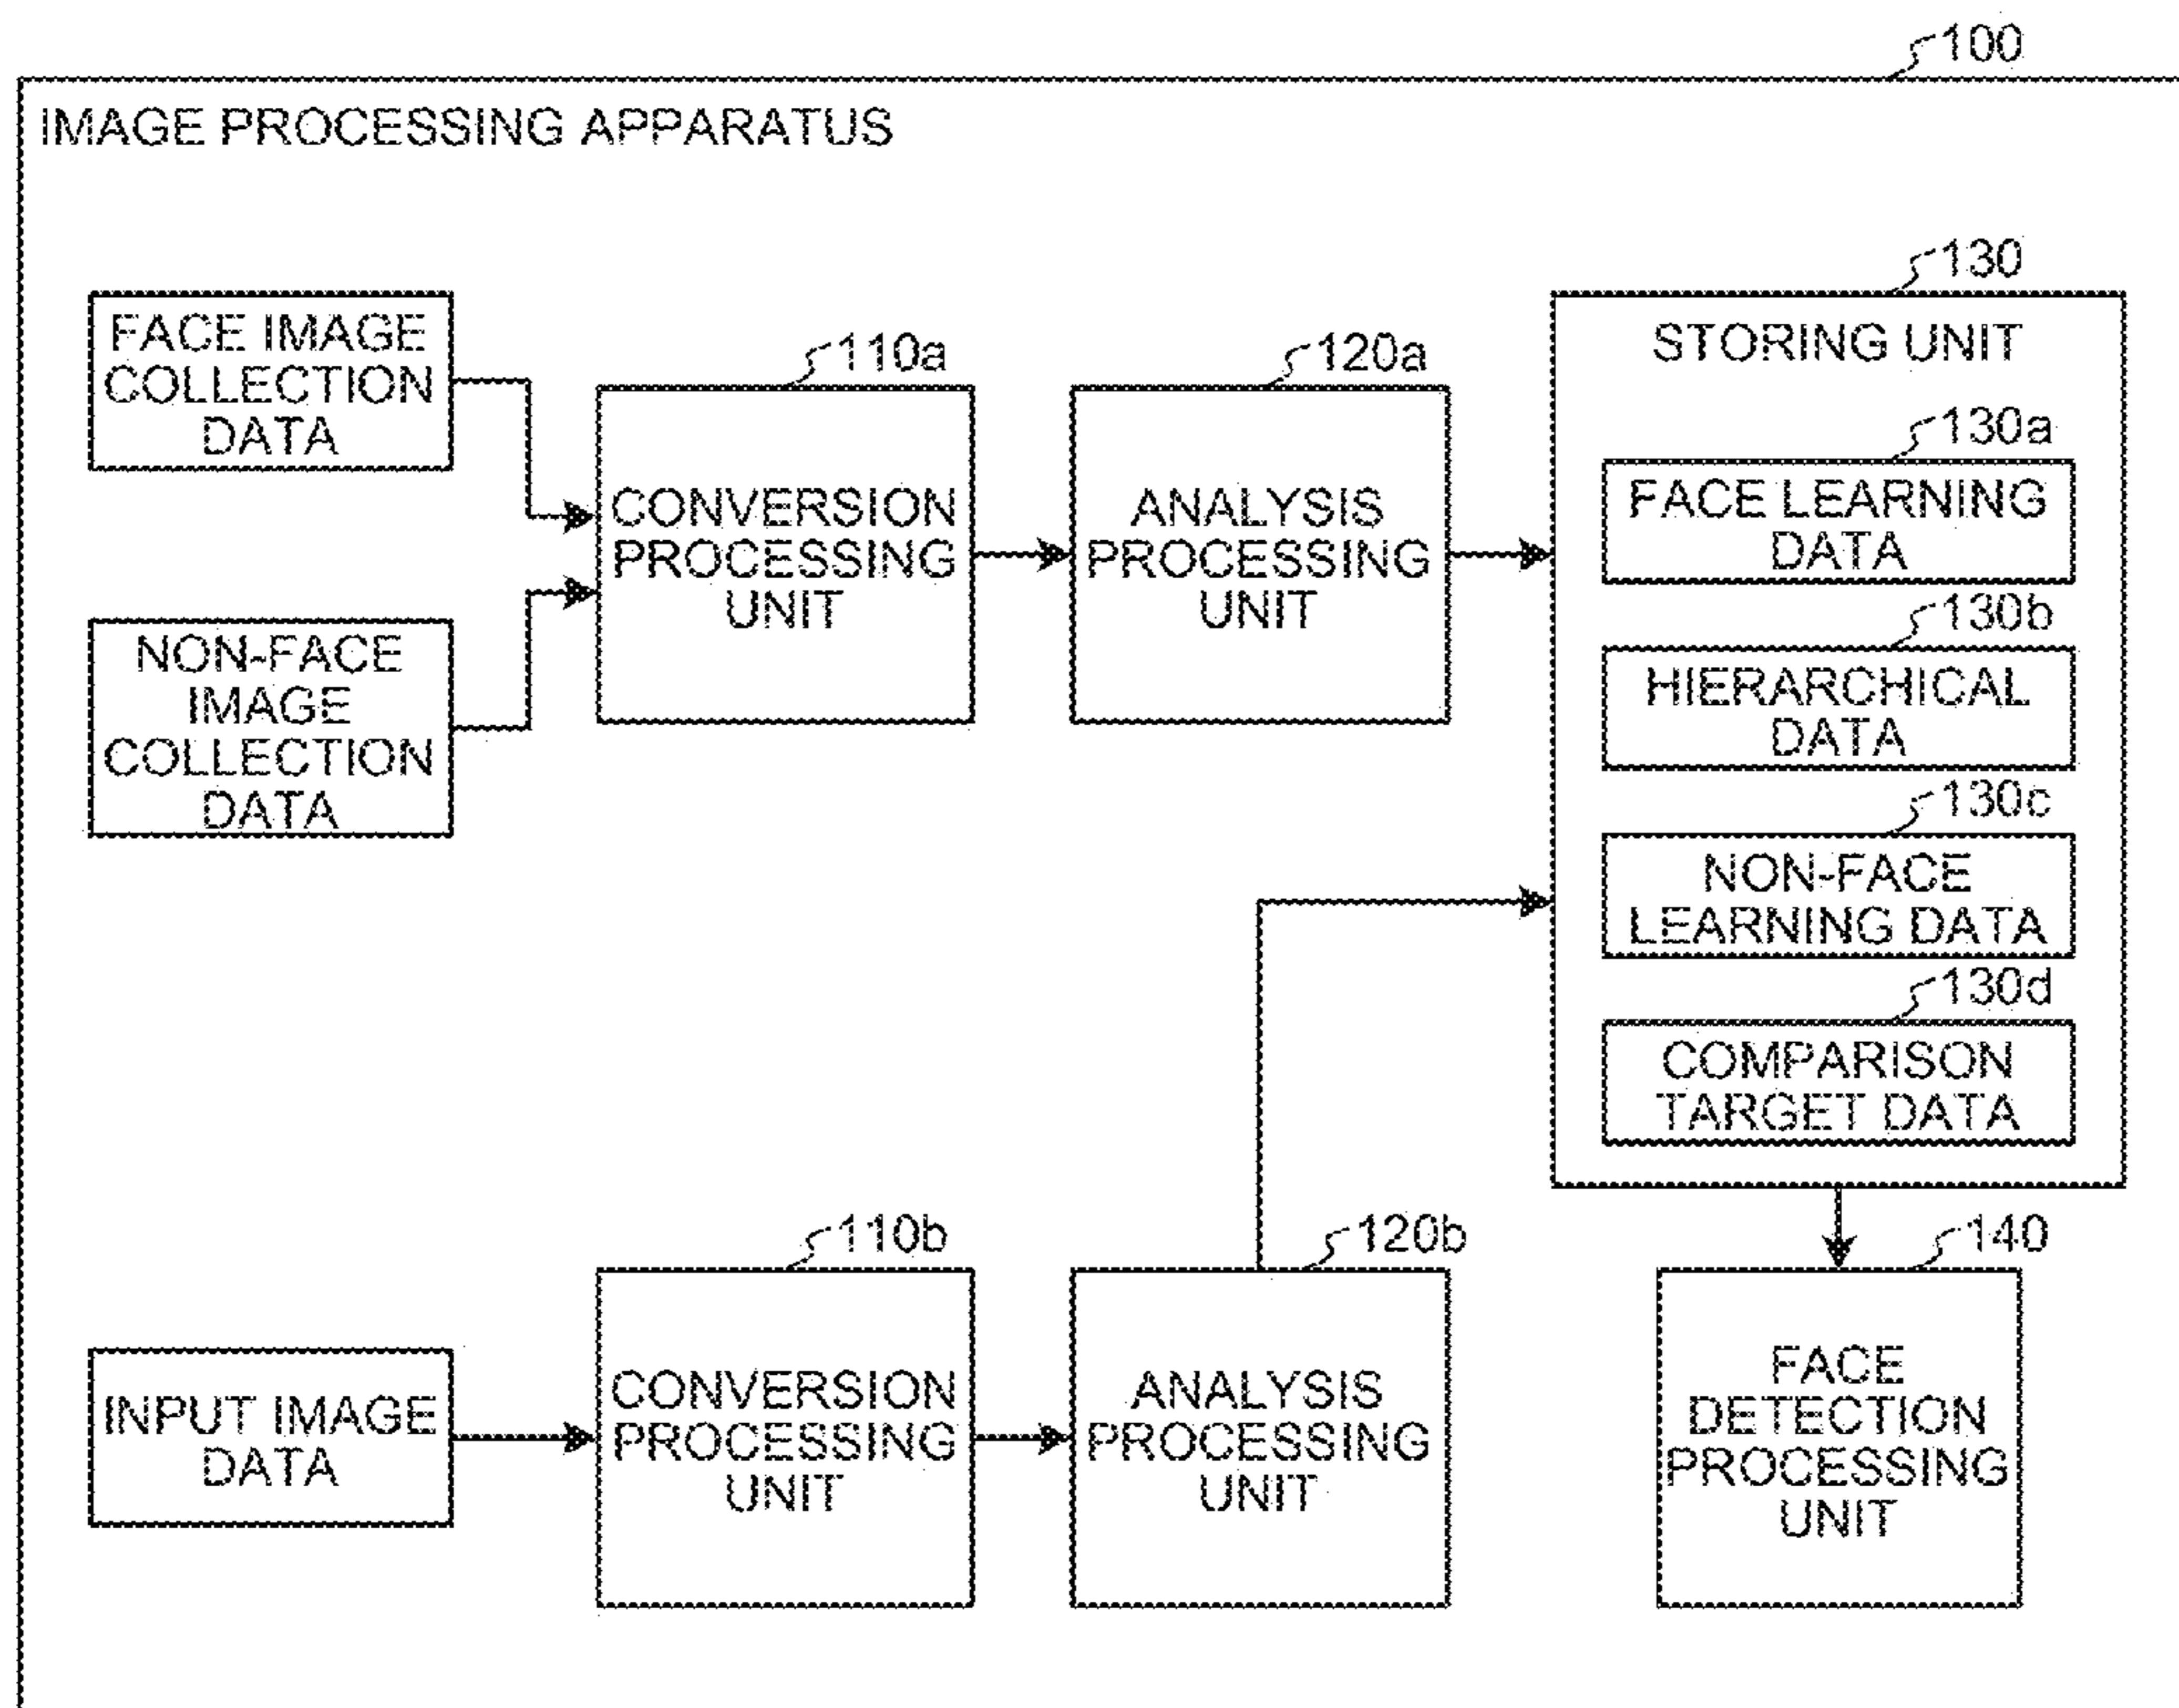 100
IMAGE PROCESSING APPARATUS
FACE IMAGE
COLLECTION
DATA
NON-FACE
IMAGE
COLLECTION
DATA
110a
CONVERSION
PROCESSING
UNIT
120a
ANALYSIS
PROCESSING
UNIT
130
STORING UNIT
130a
FACE LEARNING
DATA
130b
HIERARCHICAL
DATA
130c
NON-FACE
LEARNING DATA
130d
COMPARISON
TARGET DATA
INPUT IMAGE
DATA
110b
CONVERSION
PROCESSING
UNIT
120b
ANALYSIS
PROCESSING
UNIT
140
FACE
DETECTION
PROCESSING
UNIT